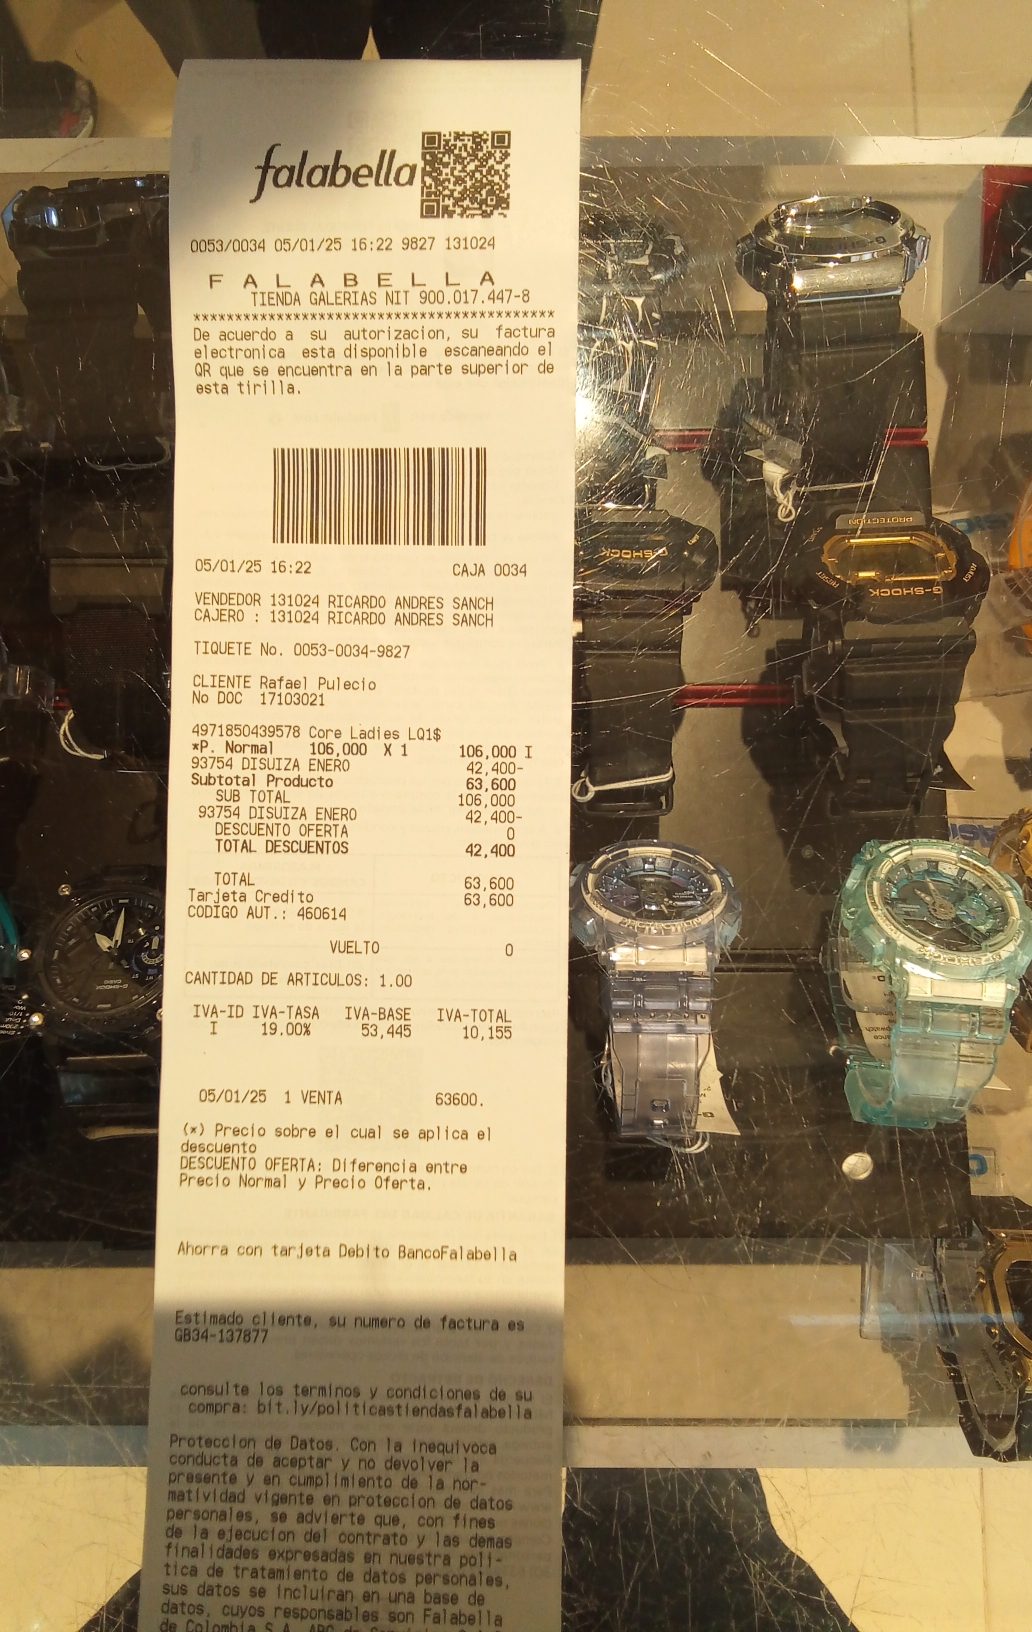 falabella
0053/0034 05/01/25 16:22 9827 131024
F A L A B E L L A
TIENDA GALERIAS NIT 900.017.447-8
******************************************
De acuerdo a su autorizacion, su factura
electronica esta disponible escaneando el
QR que se encuentra en la parte superior de
esta tirilla.
05/01/25 16:22 CAJA 0034
VENDEDOR 131024 RICARDO ANDRES SANCH
CAJERO : 131024 RICARDO ANDRES SANCH
TIQUETE No. 0053-0034-9827
CLIENTE Rafael Pulecio
No DOC 17103021
4971850439578 Core Ladies LQ1$
*P. Normal 106,000 X 1 106,000 I
93754 DISUIZA ENERO 42,400-
Subtotal Producto 63,600
SUB TOTAL 106,000
93754 DISUIZA ENERO 42,400-
DESCUENTO OFERTA 0
TOTAL DESCUENTOS 42,400
TOTAL 63,600
Tarjeta Credito 63,600
CODIGO AUT.: 460614
VUELTO 0
CANTIDAD DE ARTICULOS: 1.00
IVA-ID IVA-TASA IVA-BASE IVA-TOTAL
I 19.00% 53,445 10,155
05/01/25 1 VENTA 63600.
(*) Precio sobre el cual se aplica el
descuento
DESCUENTO OFERTA: Diferencia entre
Precio Normal y Precio Oferta.
Ahorra con tarjeta Debito BancoFalabella
Estimado cliente, su numero de factura es
GB34-137877
consulte los terminos y condiciones de su
compra: bit.ly/politicastiendasfalabella
Proteccion de Datos. Con la inequivoca
conducta de aceptar y no devolver la
presente y en cumplimiento de la nor-
matividad vigente en proteccion de datos
personales, se advierte que, con fines
de la ejecucion del contrato y las demas
finalidades expresadas en nuestra poli-
tica de tratamiento de datos personales,
sus datos se incluiran en una base de
datos, cuyos responsables son Falabella
de Colombia S.A.
G-SHOCK
PROTECTION
G-SHOCK